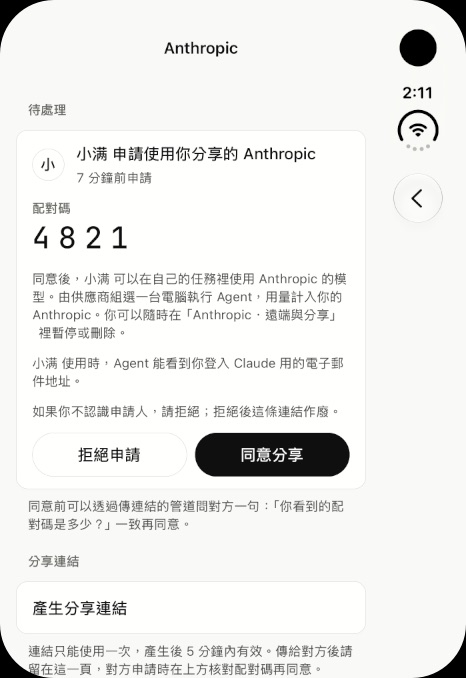 Anthropic
2:11
待處理
小
小满 申請使用你分享的 Anthropic
7 分鐘前申請
配對碼
4821
同意後，小满 可以在自己的任務裡使用 Anthropic 的模
型。由供應商組選一台電腦執行 Agent，用量計入你的
Anthropic。你可以隨時在「Anthropic · 遠端與分享」
裡暫停或刪除。
小满 使用時，Agent 能看到你登入 Claude 用的電子郵
件地址。
如果你不認識申請人，請拒絕；拒絕後這條連結作廢。
拒絕申請
同意分享
同意前可以透過傳連結的管道問對方一句：「你看到的配
對碼是多少？」一致再同意。
分享連結
產生分享連結
連結只能使用一次，產生後 5 分鐘內有效。傳給對方後請
留在這一頁，對方申請時在上方核對配對碼再同意。